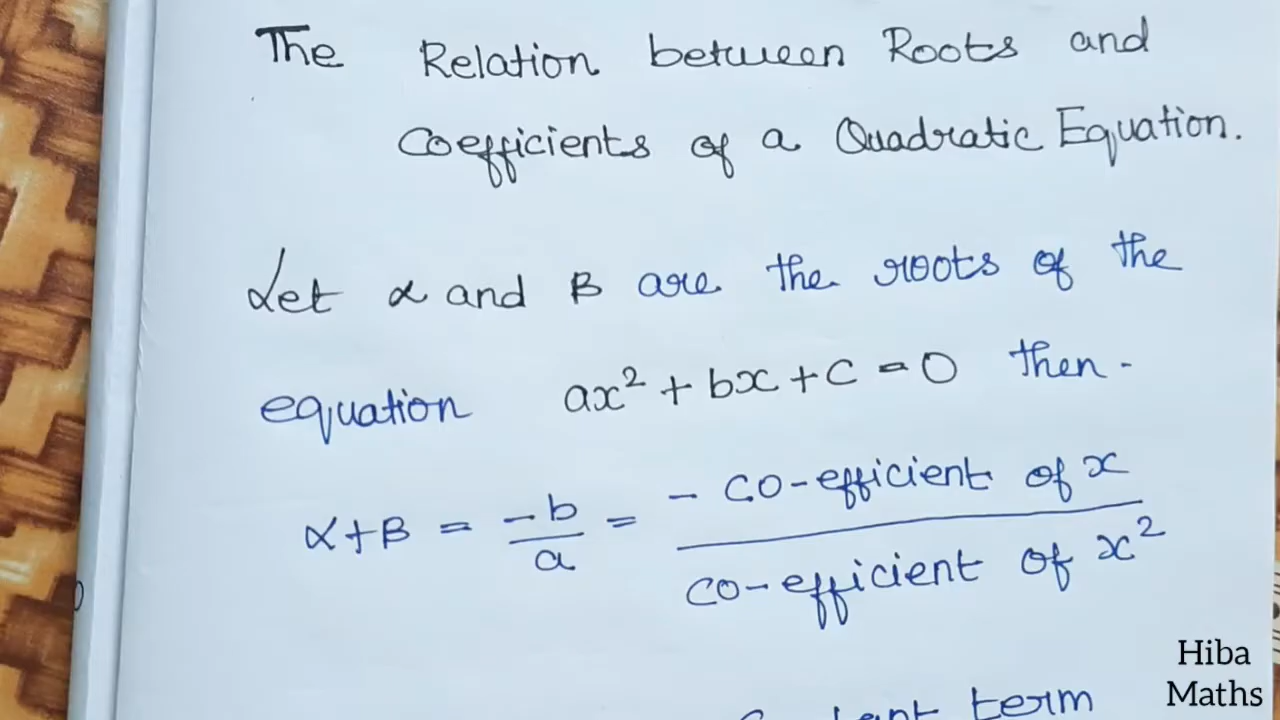 The Relation between Roots and
Coefficients of a Quadratic Equation.
Let α and β are the roots of the
equation ax² + bx + c = 0 then -
α+β = -b/a = - co-efficient of x / co-efficient of x²
term
Hiba
Maths